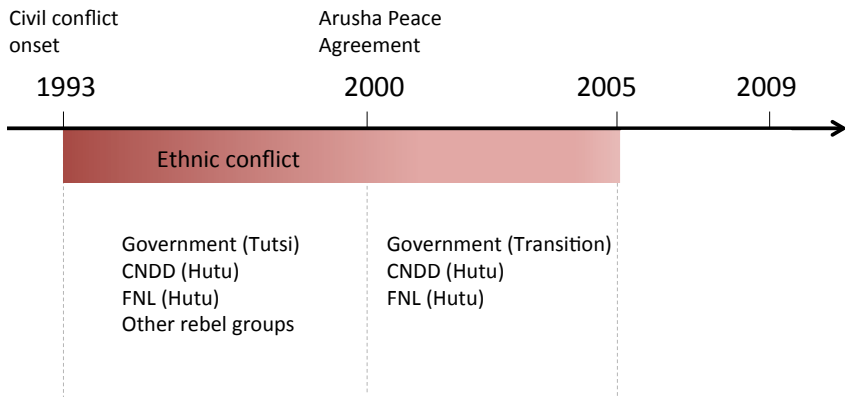 Civil conflict
onset
Arusha Peace
Agreement
1993
2000
2005
2009
Ethnic conflict
Government (Tutsi)
CNDD (Hutu)
FNL (Hutu)
Other rebel groups
Government (Transition)
CNDD (Hutu)
FNL (Hutu)